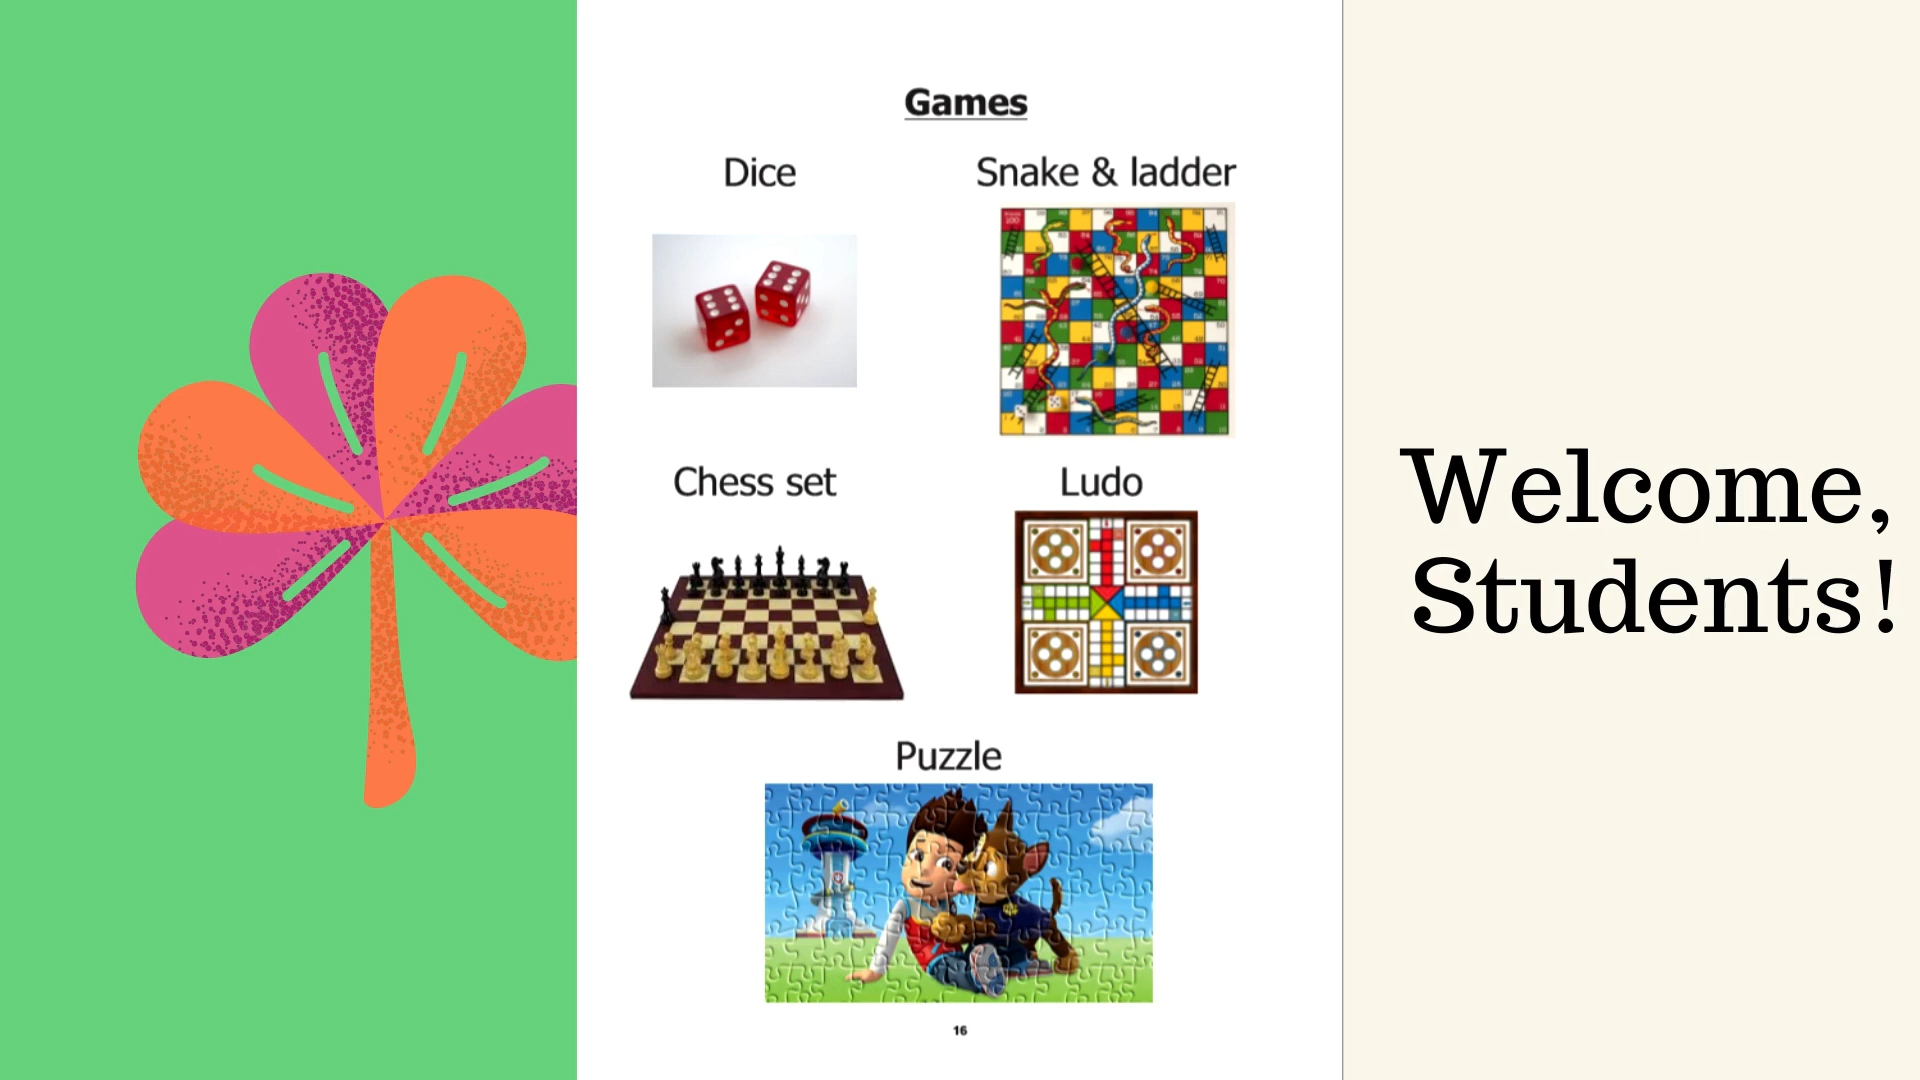 Games
Dice
Snake & ladder
Chess set
Ludo
Puzzle
16
Welcome,
Students!